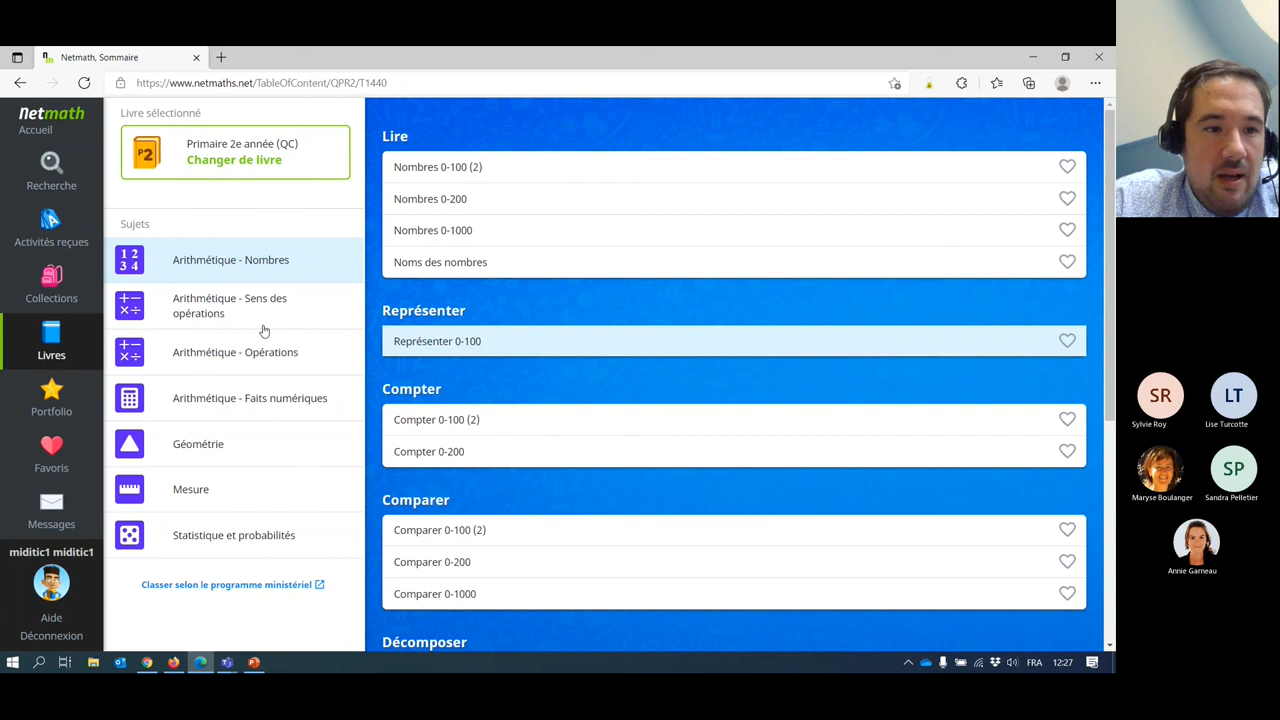 Netmath, Sommaire
https://www.netmaths.net/TableOfContent/QPR2/T1440
netmath
Accueil
Recherche
Activités reçues
Collections
Livres
Portfolio
Favoris
Messages
miditic1 miditic1
Aide
Déconnexion
Livre sélectionné
P2
Primaire 2e année (QC)
Changer de livre
Sujets
1 2
3 4
Arithmétique - Nombres
Arithmétique - Sens des
opérations
Arithmétique - Opérations
Arithmétique - Faits numériques
Géométrie
Mesure
Statistique et probabilités
Classer selon le programme ministériel
Lire
Nombres 0-100 (2)
Nombres 0-200
Nombres 0-1000
Noms des nombres
Représenter
Représenter 0-100
Compter
Compter 0-100 (2)
Compter 0-200
Comparer
Comparer 0-100 (2)
Comparer 0-200
Comparer 0-1000
Décomposer
SR
Sylvie Roy
LT
Lise Turcotte
Maryse Boulanger
SP
Sandra Pelletier
Annie Garneau
FRA
12:27